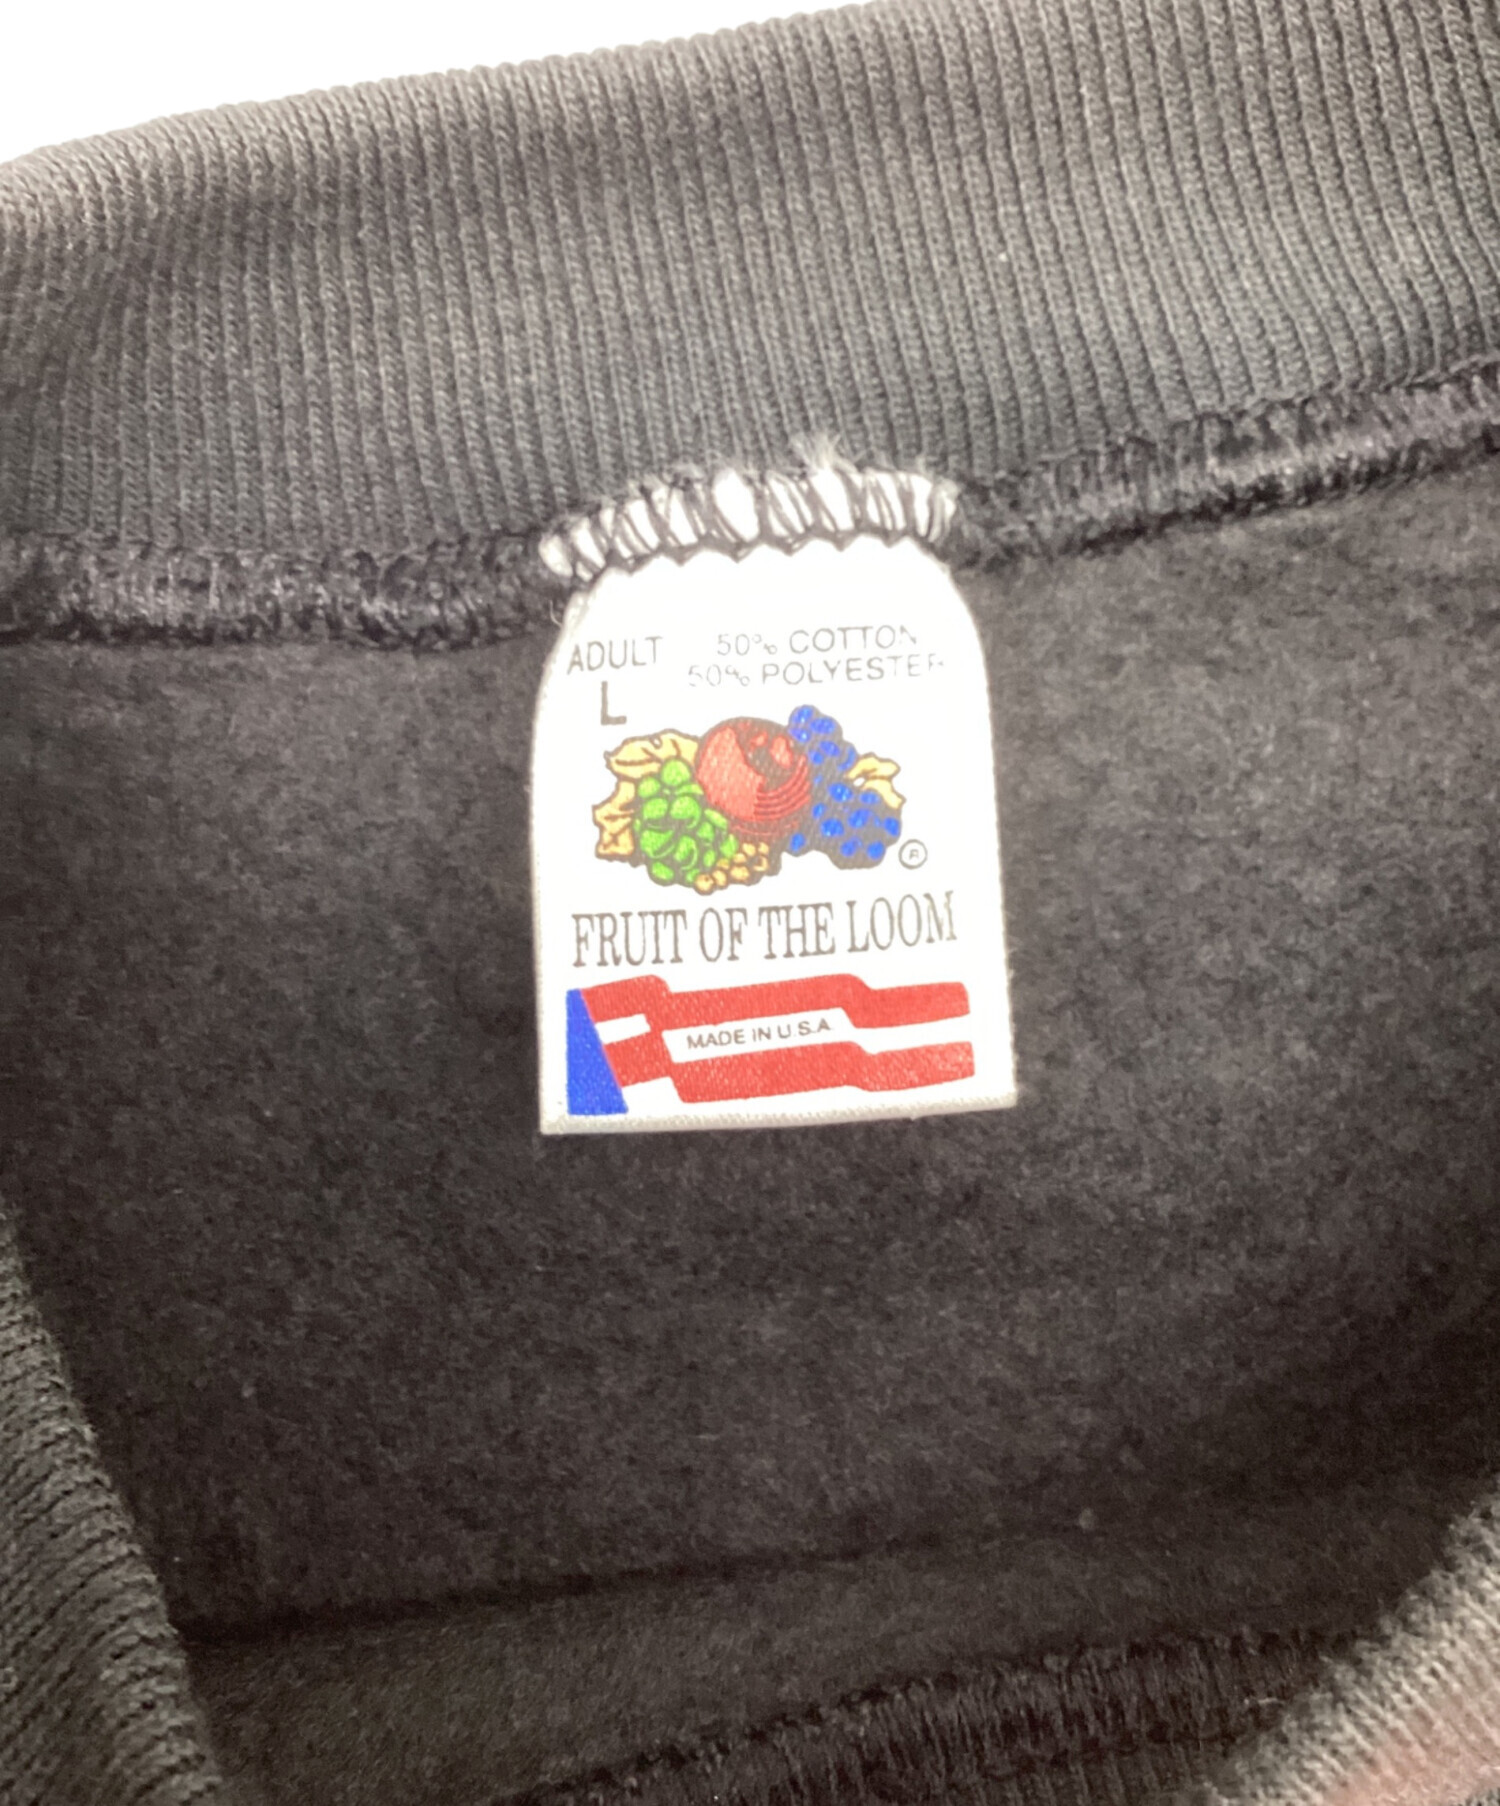 ADULT
L
50% COTTON
50% POLYESTER
®
FRUIT OF THE LOOM
MADE IN U.S.A.